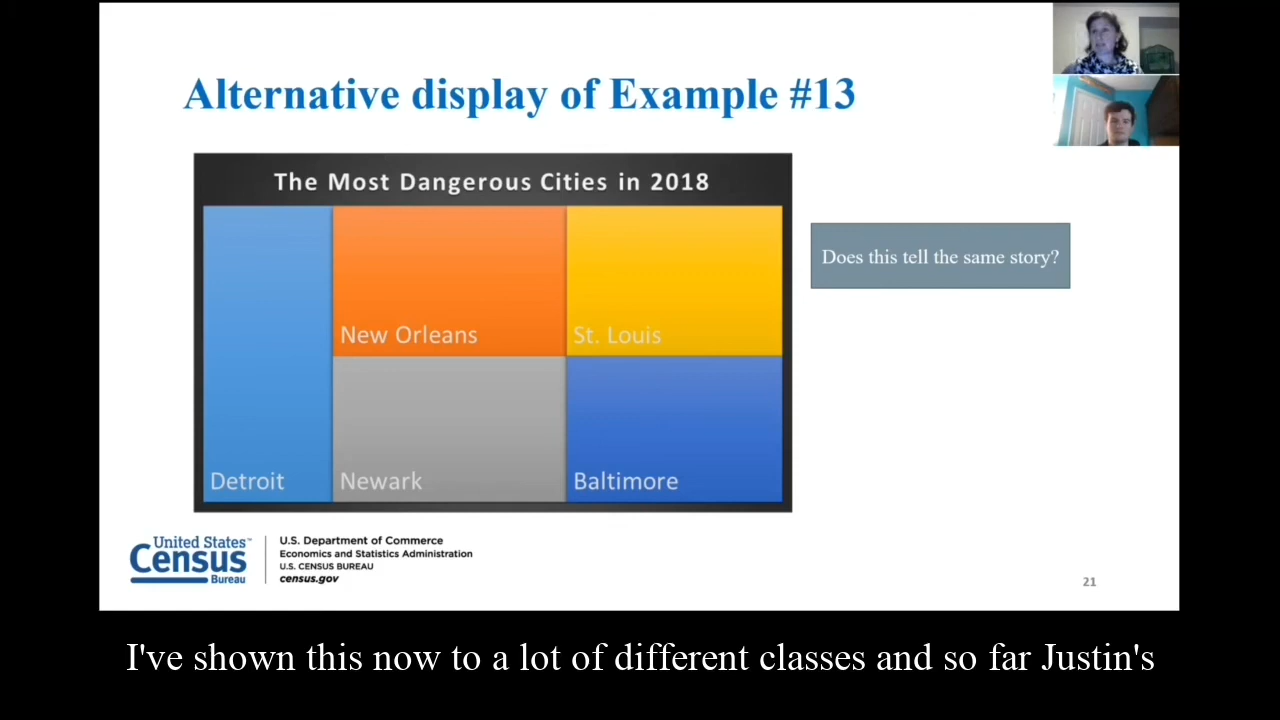 Alternative display of Example #13
The Most Dangerous Cities in 2018
Does this tell the same story?
New Orleans
St. Louis
Detroit
Newark
Baltimore
United States™
Census
Bureau
U.S. Department of Commerce
Economics and Statistics Administration
U.S. CENSUS BUREAU
census.gov
21
I've shown this now to a lot of different classes and so far Justin's